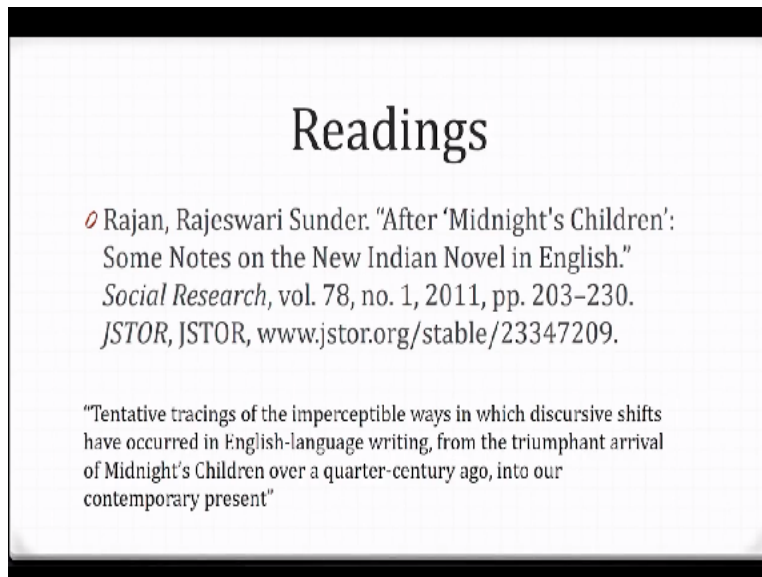 Readings
Rajan, Rajeswari Sunder. “After ‘Midnight's Children’:
Some Notes on the New Indian Novel in English.”
Social Research, vol. 78, no. 1, 2011, pp. 203–230.
JSTOR, JSTOR, www.jstor.org/stable/23347209.
“Tentative tracings of the imperceptible ways in which discursive shifts
have occurred in English-language writing, from the triumphant arrival
of Midnight’s Children over a quarter-century ago, into our
contemporary present”